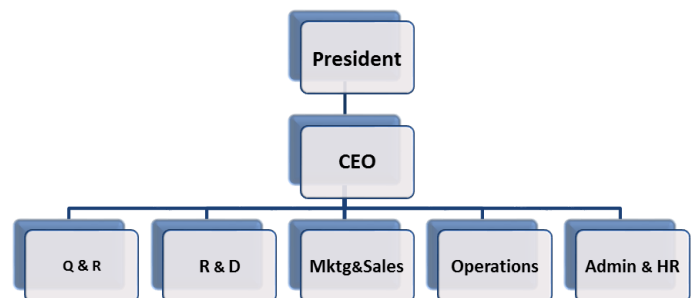 President
CEO
Q & R
R & D
Mktg&Sales
Operations
Admin & HR